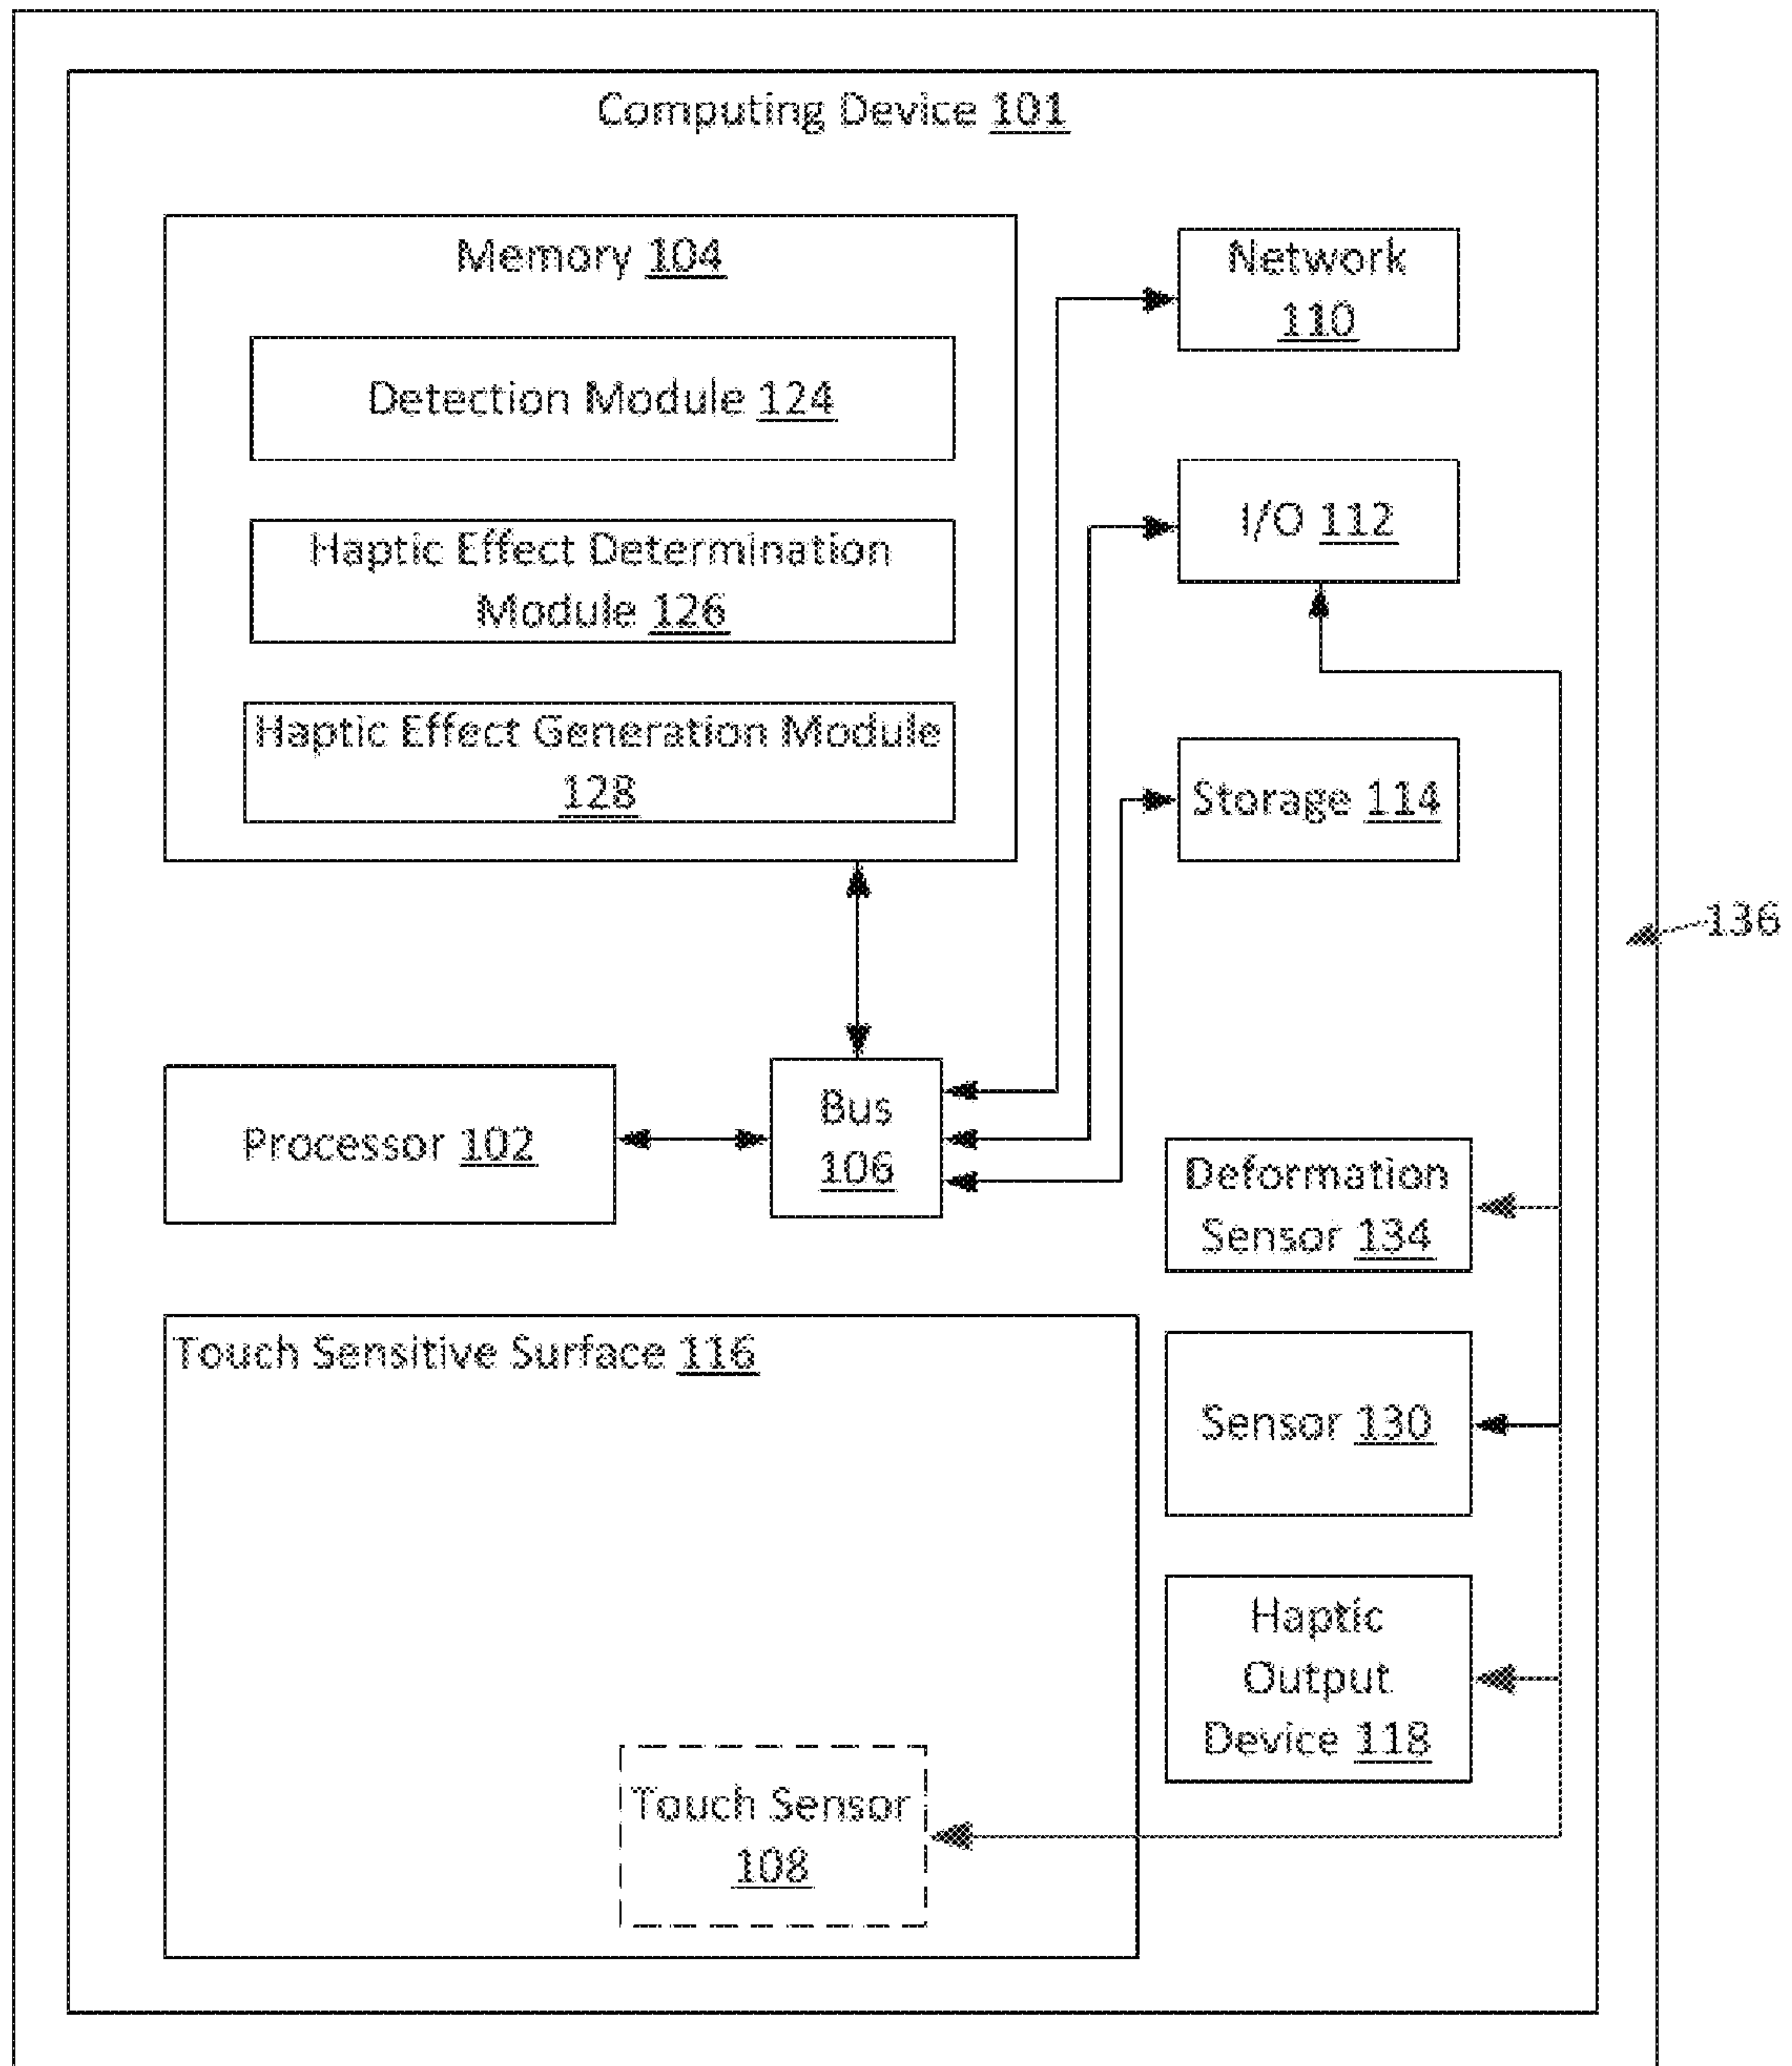 Computing Device 101
Memory 104
Detection Module 124
Haptic Effect Determination
Module 126
Haptic Effect Generation Module
128
Network
110
I/O 112
Storage 114
136
Processor 102
Bus
106
Deformation
Sensor 134
Touch Sensitive Surface 116
Sensor 130
Haptic
Output
Device 118
Touch Sensor
108